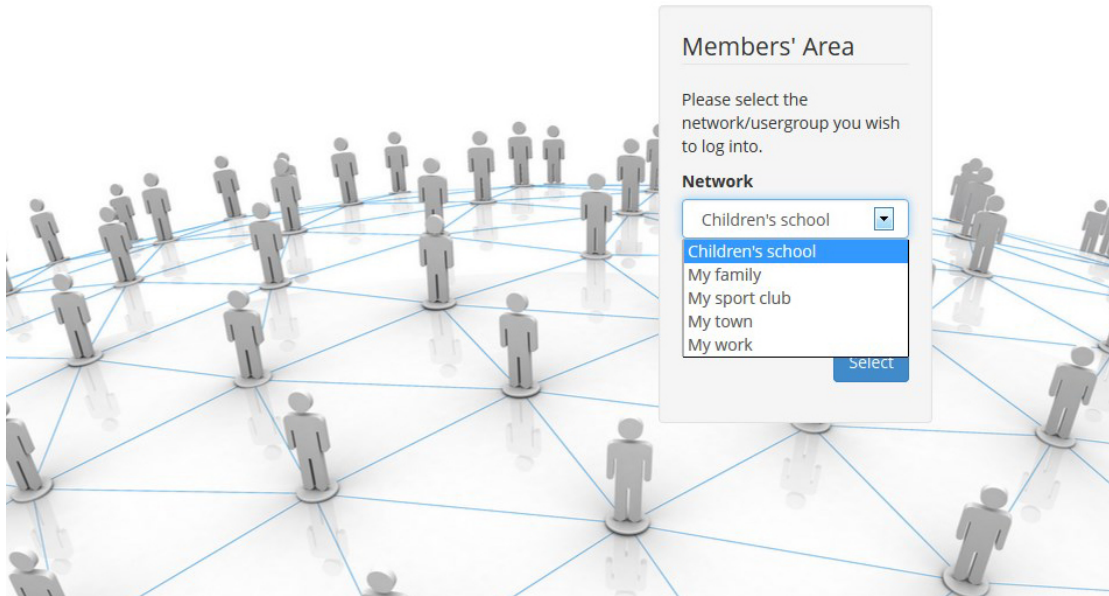 Members' Area
Please select the
network/usergroup you wish
to log into.
Network
Children's school
Children's school
My family
My sport club
My town
My work
Select